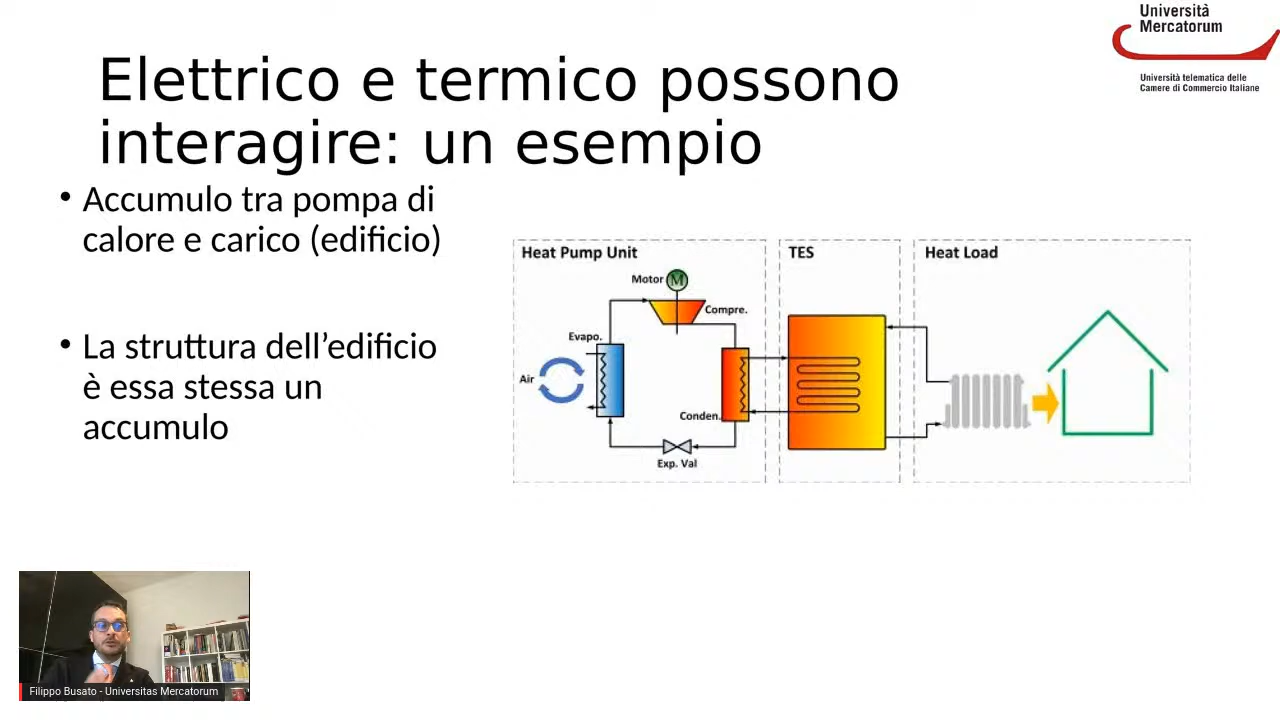 Università
Mercatorum
Università telematica delle
Camere di Commercio Italiane
Elettrico e termico possono
interagire: un esempio
• Accumulo tra pompa di
calore e carico (edificio)
• La struttura dell’edificio
è essa stessa un
accumulo
Heat Pump Unit
TES
Heat Load
Motor
M
Compre.
Evapo.
Air
Conden.
Exp. Val
Filippo Busato - Universitas Mercatorum